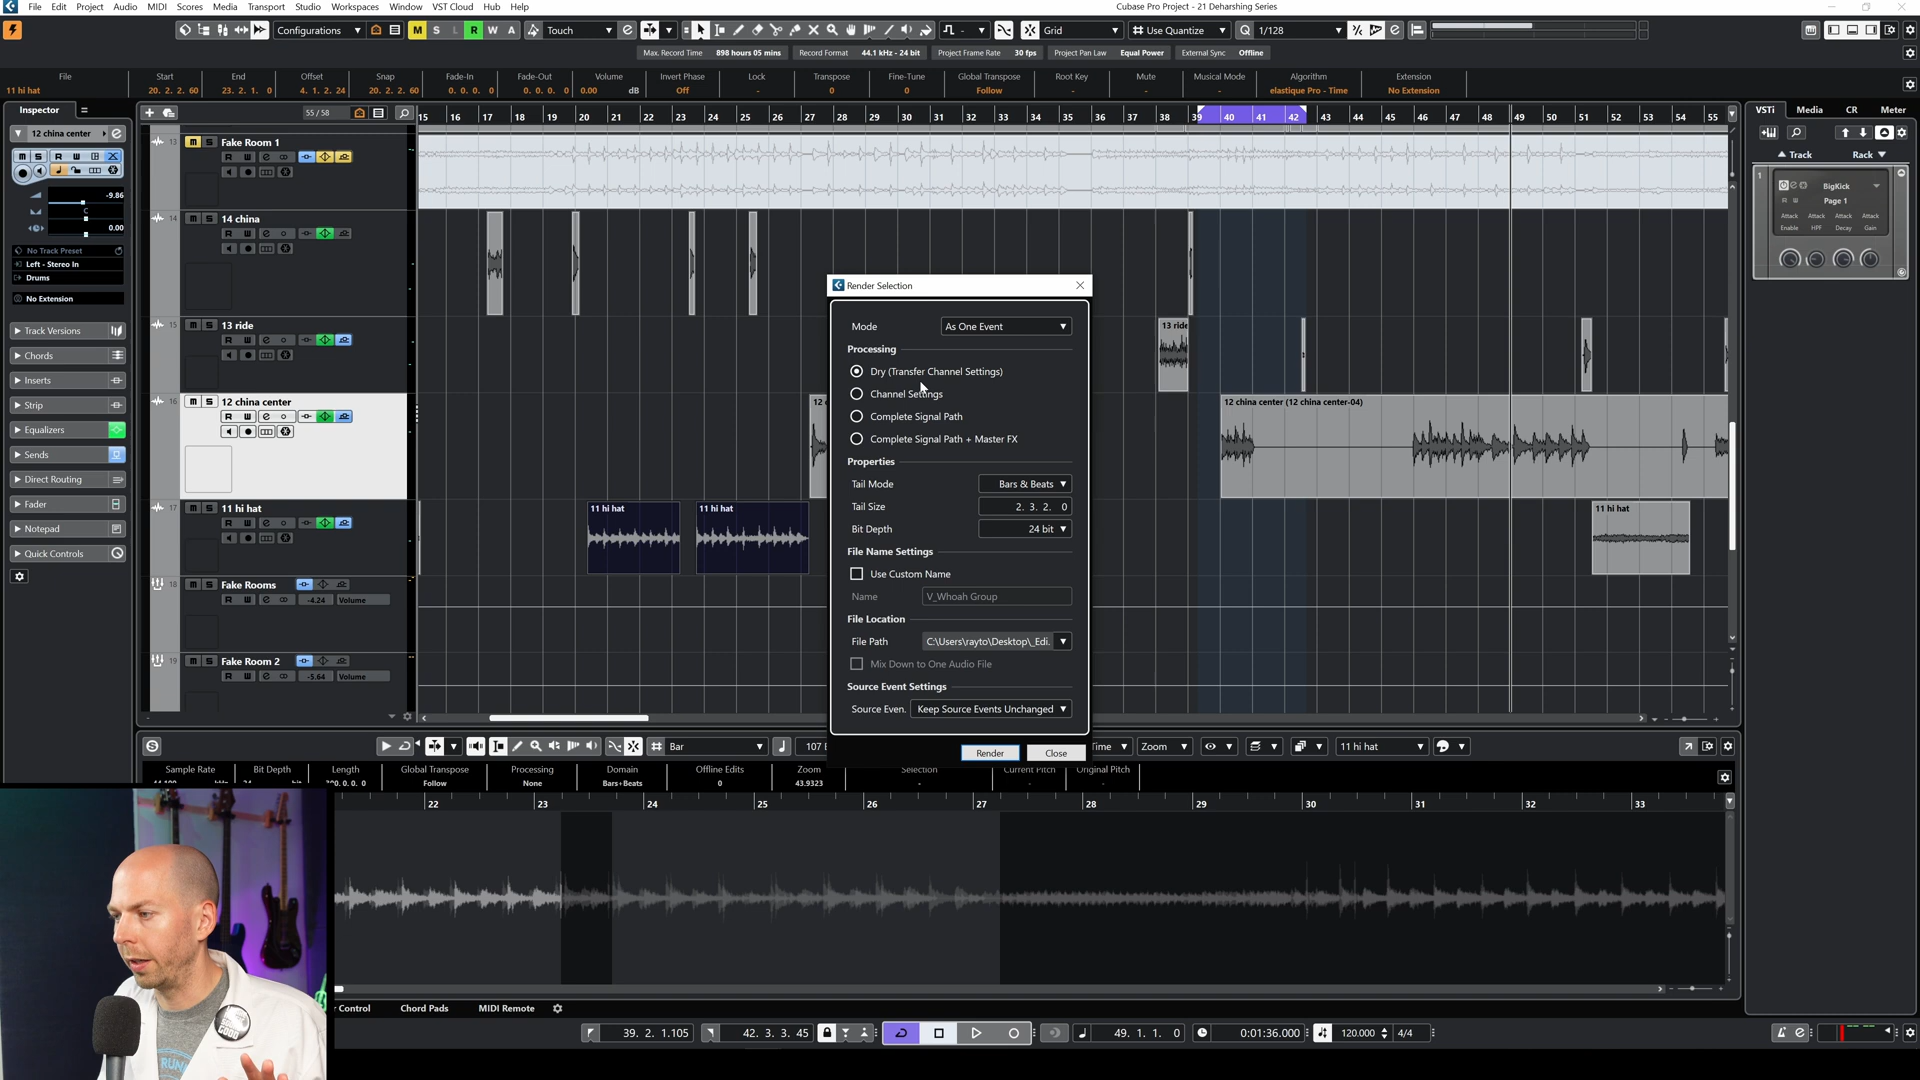 File Edit Project Audio MIDI Scores Media Transport Studio Workspaces Window VST Cloud Hub Help
Cubase Pro Project - 21 Deharshing Series
Configurations
M S L R W A
Touch
Grid
Use Quantize
Q 1/128
Max. Record Time 898 hours 05 mins
Record Format 44.1 kHz - 24 bit
Project Frame Rate 30 fps
Project Pan Law Equal Power
External Sync Offline
File Start End Offset Snap Fade-In Fade-Out Volume Invert Phase Lock Transpose Fine-Tune Global Transpose Root Key Mute Musical Mode Algorithm Extension
11 hi hat 20. 2. 2. 60 23. 2. 1. 0 4. 1. 2. 24 20. 2. 2. 60 0. 0. 0. 0 0. 0. 0. 0 0.00 dB Off - 0 0 Follow - - - elastique Pro - Time No Extension
Inspector
55 / 58
15 16 17 18 19 20 21 22 23 24 25 26 27 28 29 30 31 32 33 34 35 36 37 38 39 40 41 42 43 44 45 46 47 48 49 50 51 52 53 54 55
VSTi Media CR Meter
12 china center
Track Rack
-9.86
C
0.00
No Track Preset
Left - Stereo In
Drums
No Extension
Track Versions
Chords
Inserts
Strip
Equalizers
Sends
Direct Routing
Fader
Notepad
Quick Controls
13 Fake Room 1
14 14 china
15 13 ride
16 12 china center
17 11 hi hat
18 Fake Rooms
-4.24 Volume
19 Fake Room 2
-5.64 Volume
13 ride
12 china center (12 china center-04)
11 hi hat
11 hi hat
11 hi hat
1 BigKick
R W Page 1
Attack Attack Attack Attack
Enable HPF Decay Gain
Render Selection
Mode As One Event
Processing
Dry (Transfer Channel Settings)
Channel Settings
Complete Signal Path
Complete Signal Path + Master FX
Properties
Tail Mode Bars & Beats
Tail Size 2. 3. 2. 0
Bit Depth 24 bit
File Name Settings
Use Custom Name
Name V_Whoah Group
File Location
File Path C:\Users\rayto\Desktop\_Edi.
Mix Down to One Audio File
Source Event Settings
Source Even. Keep Source Events Unchanged
Render Close
Bar
Zoom
11 hi hat
Sample Rate Bit Depth Length Global Transpose Processing Domain Offline Edits Zoom Selection Current Pitch Original Pitch
Follow None Bars+Beats 0 43.9323 - - -
22 23 24 25 26 27 28 29 30 31 32 33
Chord Pads MIDI Remote
39. 2. 1.105 42. 3. 3. 45 49. 1. 1. 0 0:01:36.000 120.000 4/4